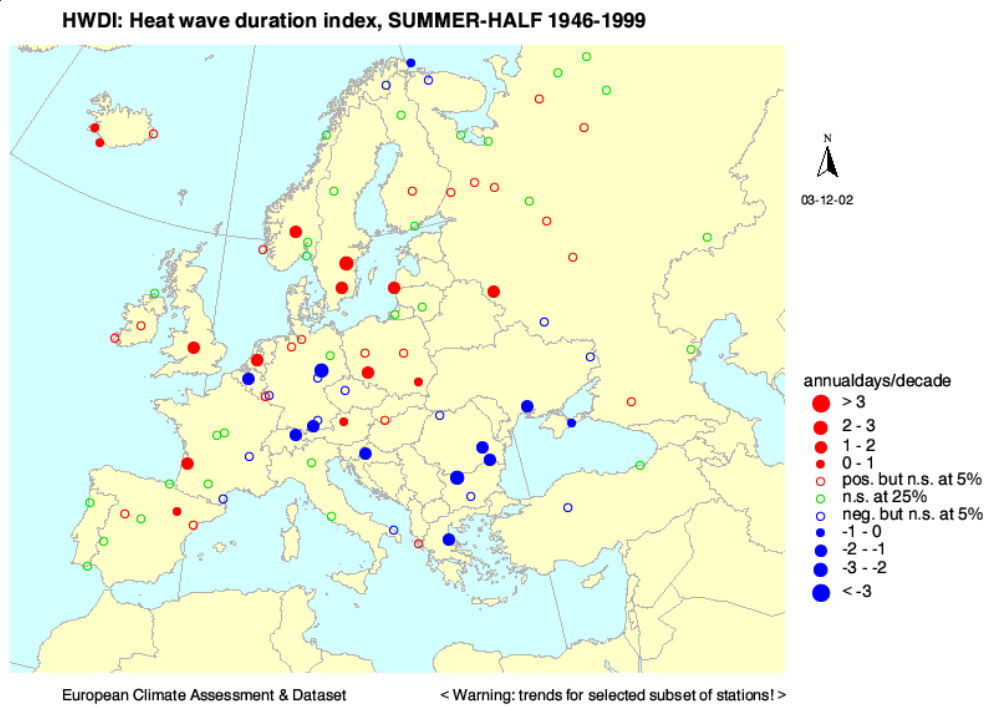 HWDI: Heat wave duration index, SUMMER-HALF 1946-1999
N
03-12-02
annualdays/decade
> 3
2 - 3
1 - 2
0 - 1
pos. but n.s. at 5%
n.s. at 25%
neg. but n.s. at 5%
-1 - 0
-2 - -1
-3 - -2
< -3
European Climate Assessment & Dataset
< Warning: trends for selected subset of stations! >